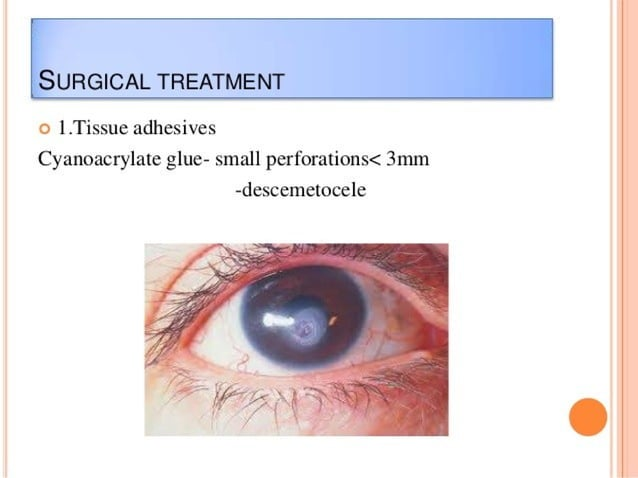 SURGICAL TREATMENT
1.Tissue adhesives
Cyanoacrylate glue- small perforations< 3mm
-descemetocele